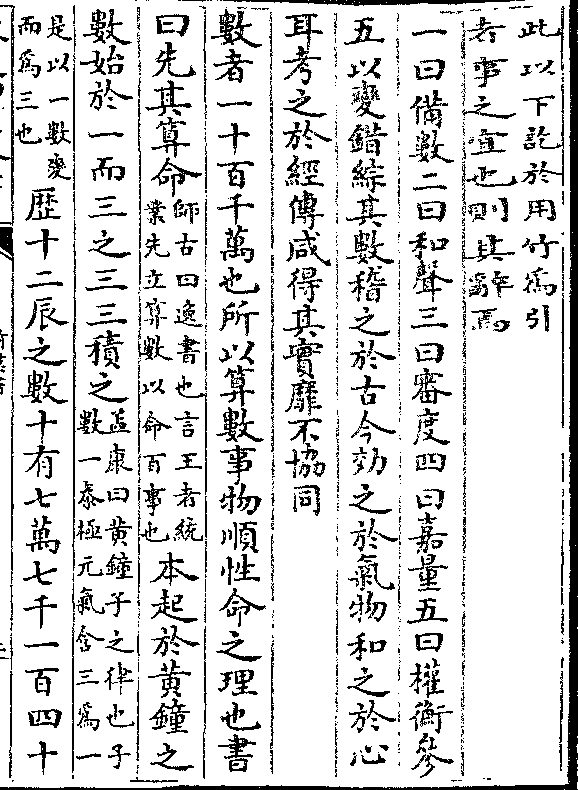 此以下訖於用竹為引
者事之宜也則其辭焉
一曰備數二曰和聲三曰審度四曰嘉量五曰權衡參
五以變錯綜其數稽之於古今効之於氣物和之於心
耳考之於經傳咸得其實靡不協同
數者一十百千萬也所以算數事物順性命之理也書
曰先其算命
師古曰逸書也言王者統
業先立算數以命百事也
本起於黃鐘之
數始於一而三之三三積之
孟康曰黃鐘子之律也子
數一泰極元氣含三為一
是以一數變
而為三也
歷十二辰之數十有七萬七千一百四十